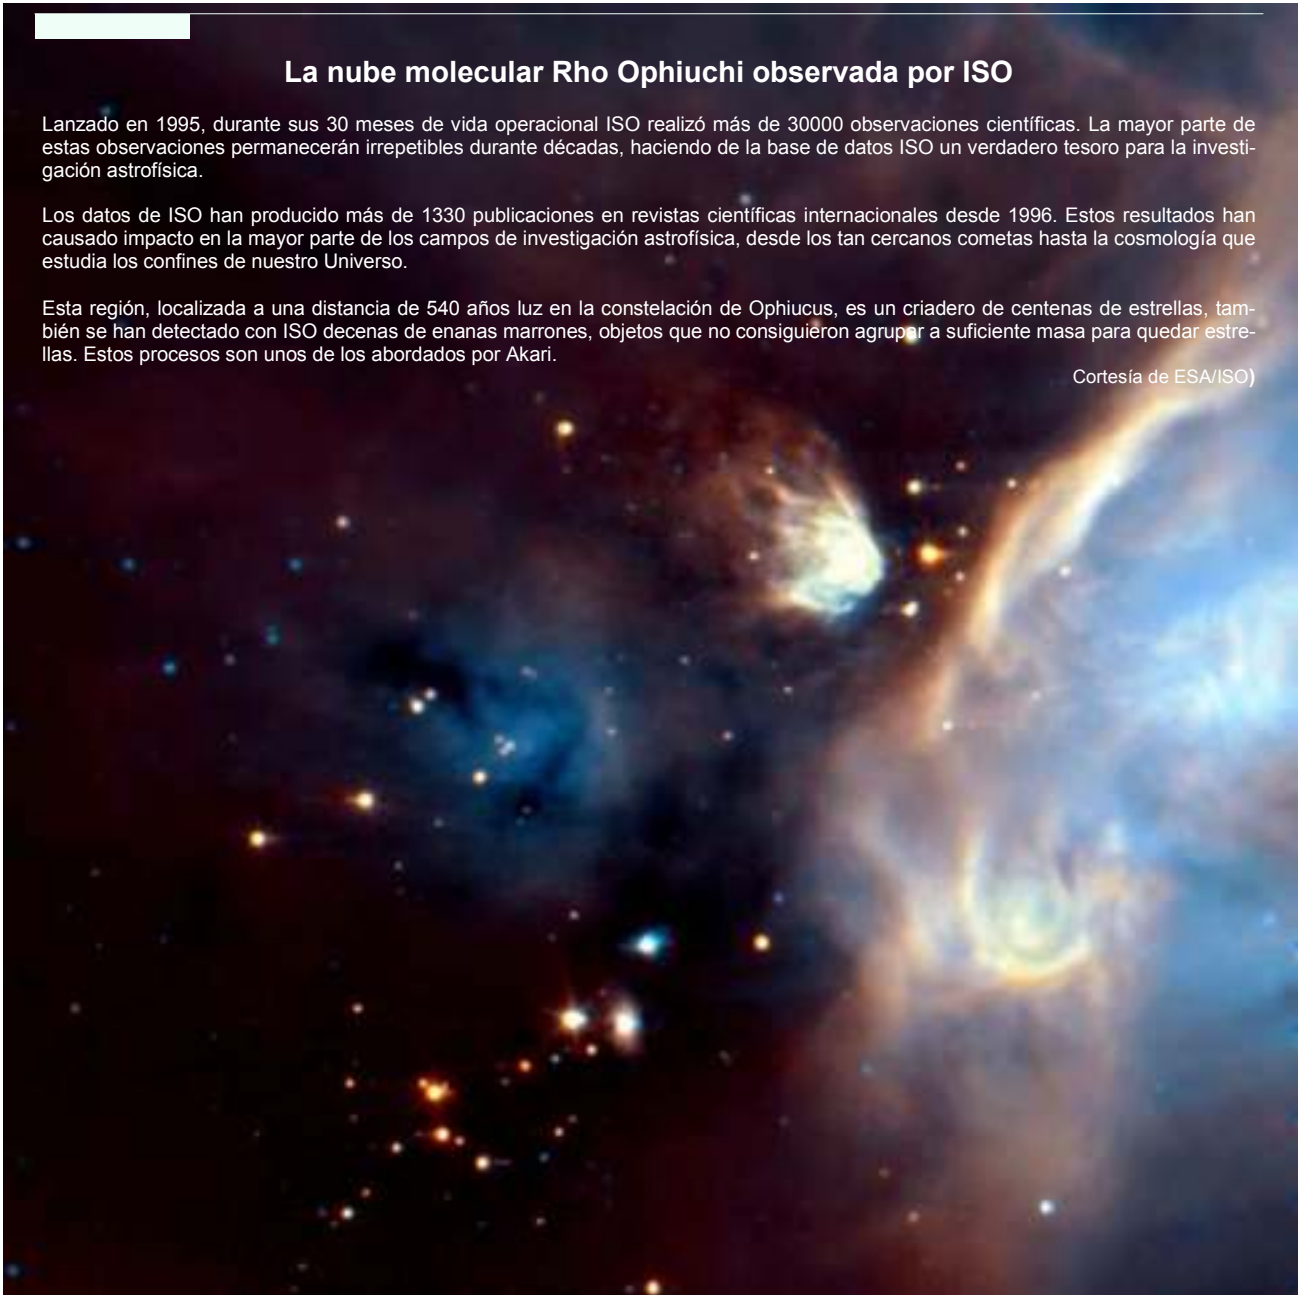 La nube molecular Rho Ophiuchi observada por ISO
Lanzado en 1995, durante sus 30 meses de vida operacional ISO realizó más de 30000 observaciones científicas. La mayor parte de
estas observaciones permanecerán irrepetibles durante décadas, haciendo de la base de datos ISO un verdadero tesoro para la investi-
gación astrofísica.
Los datos de ISO han producido más de 1330 publicaciones en revistas científicas internacionales desde 1996. Estos resultados han
causado impacto en la mayor parte de los campos de investigación astrofísica, desde los tan cercanos cometas hasta la cosmología que
estudia los confines de nuestro Universo.
Esta región, localizada a una distancia de 540 años luz en la constelación de Ophiucus, es un criadero de centenas de estrellas, tam-
bién se han detectado con ISO decenas de enanas marrones, objetos que no consiguieron agrupar a suficiente masa para quedar estre-
llas. Estos procesos son unos de los abordados por Akari.
Cortesía de ESA/ISO)